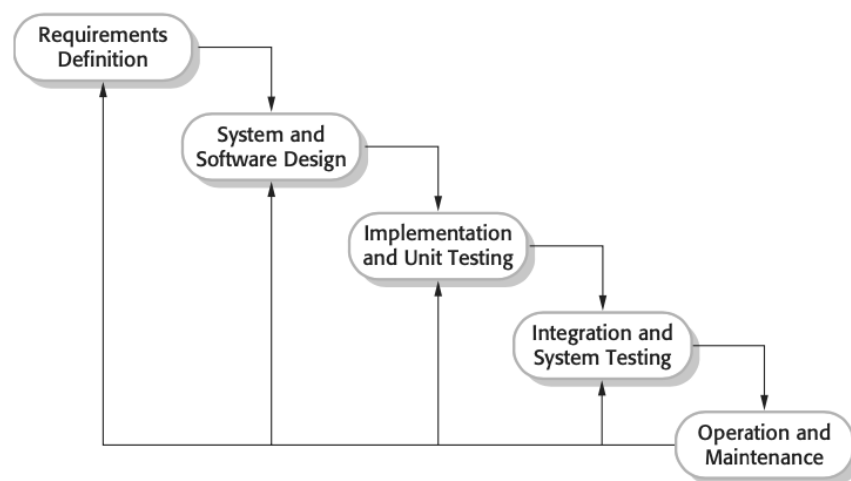 Requirements
Definition
System and
Software Design
Implementation
and Unit Testing
Integration and
System Testing
Operation and
Maintenance